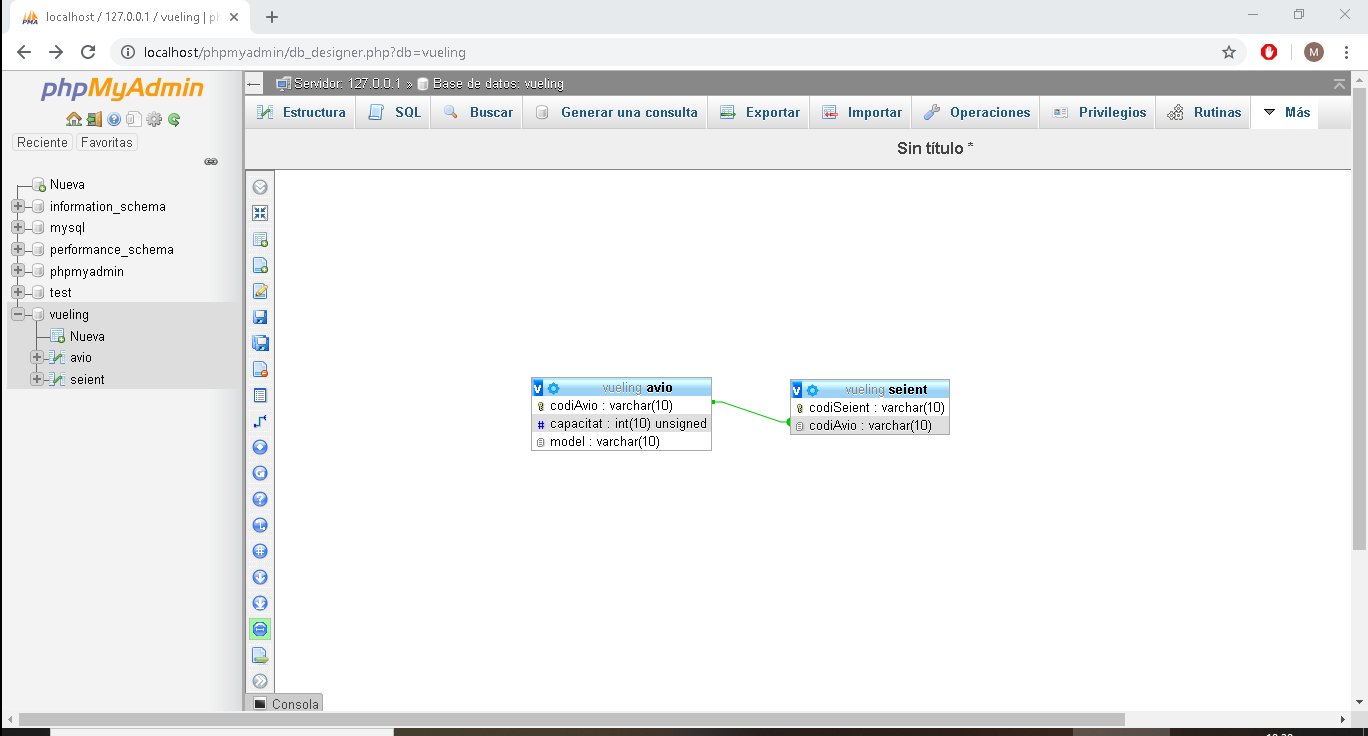 PMA
localhost / 127.0.0.1 / vueling | ph
localhost/phpmyadmin/db_designer.php?db=vueling
M
phpMyAdmin
Reciente Favoritas
Nueva
information_schema
mysql
performance_schema
phpmyadmin
test
vueling
Nueva
avio
seient
Servidor: 127.0.0.1 » Base de datos: vueling
Estructura SQL Buscar Generar una consulta Exportar Importar Operaciones Privilegios Rutinas Más
Sin título *
v vueling avio
codiAvio : varchar(10)
# capacitat : int(10) unsigned
model : varchar(10)
v vueling seient
codiSeient : varchar(10)
codiAvio : varchar(10)
Consola